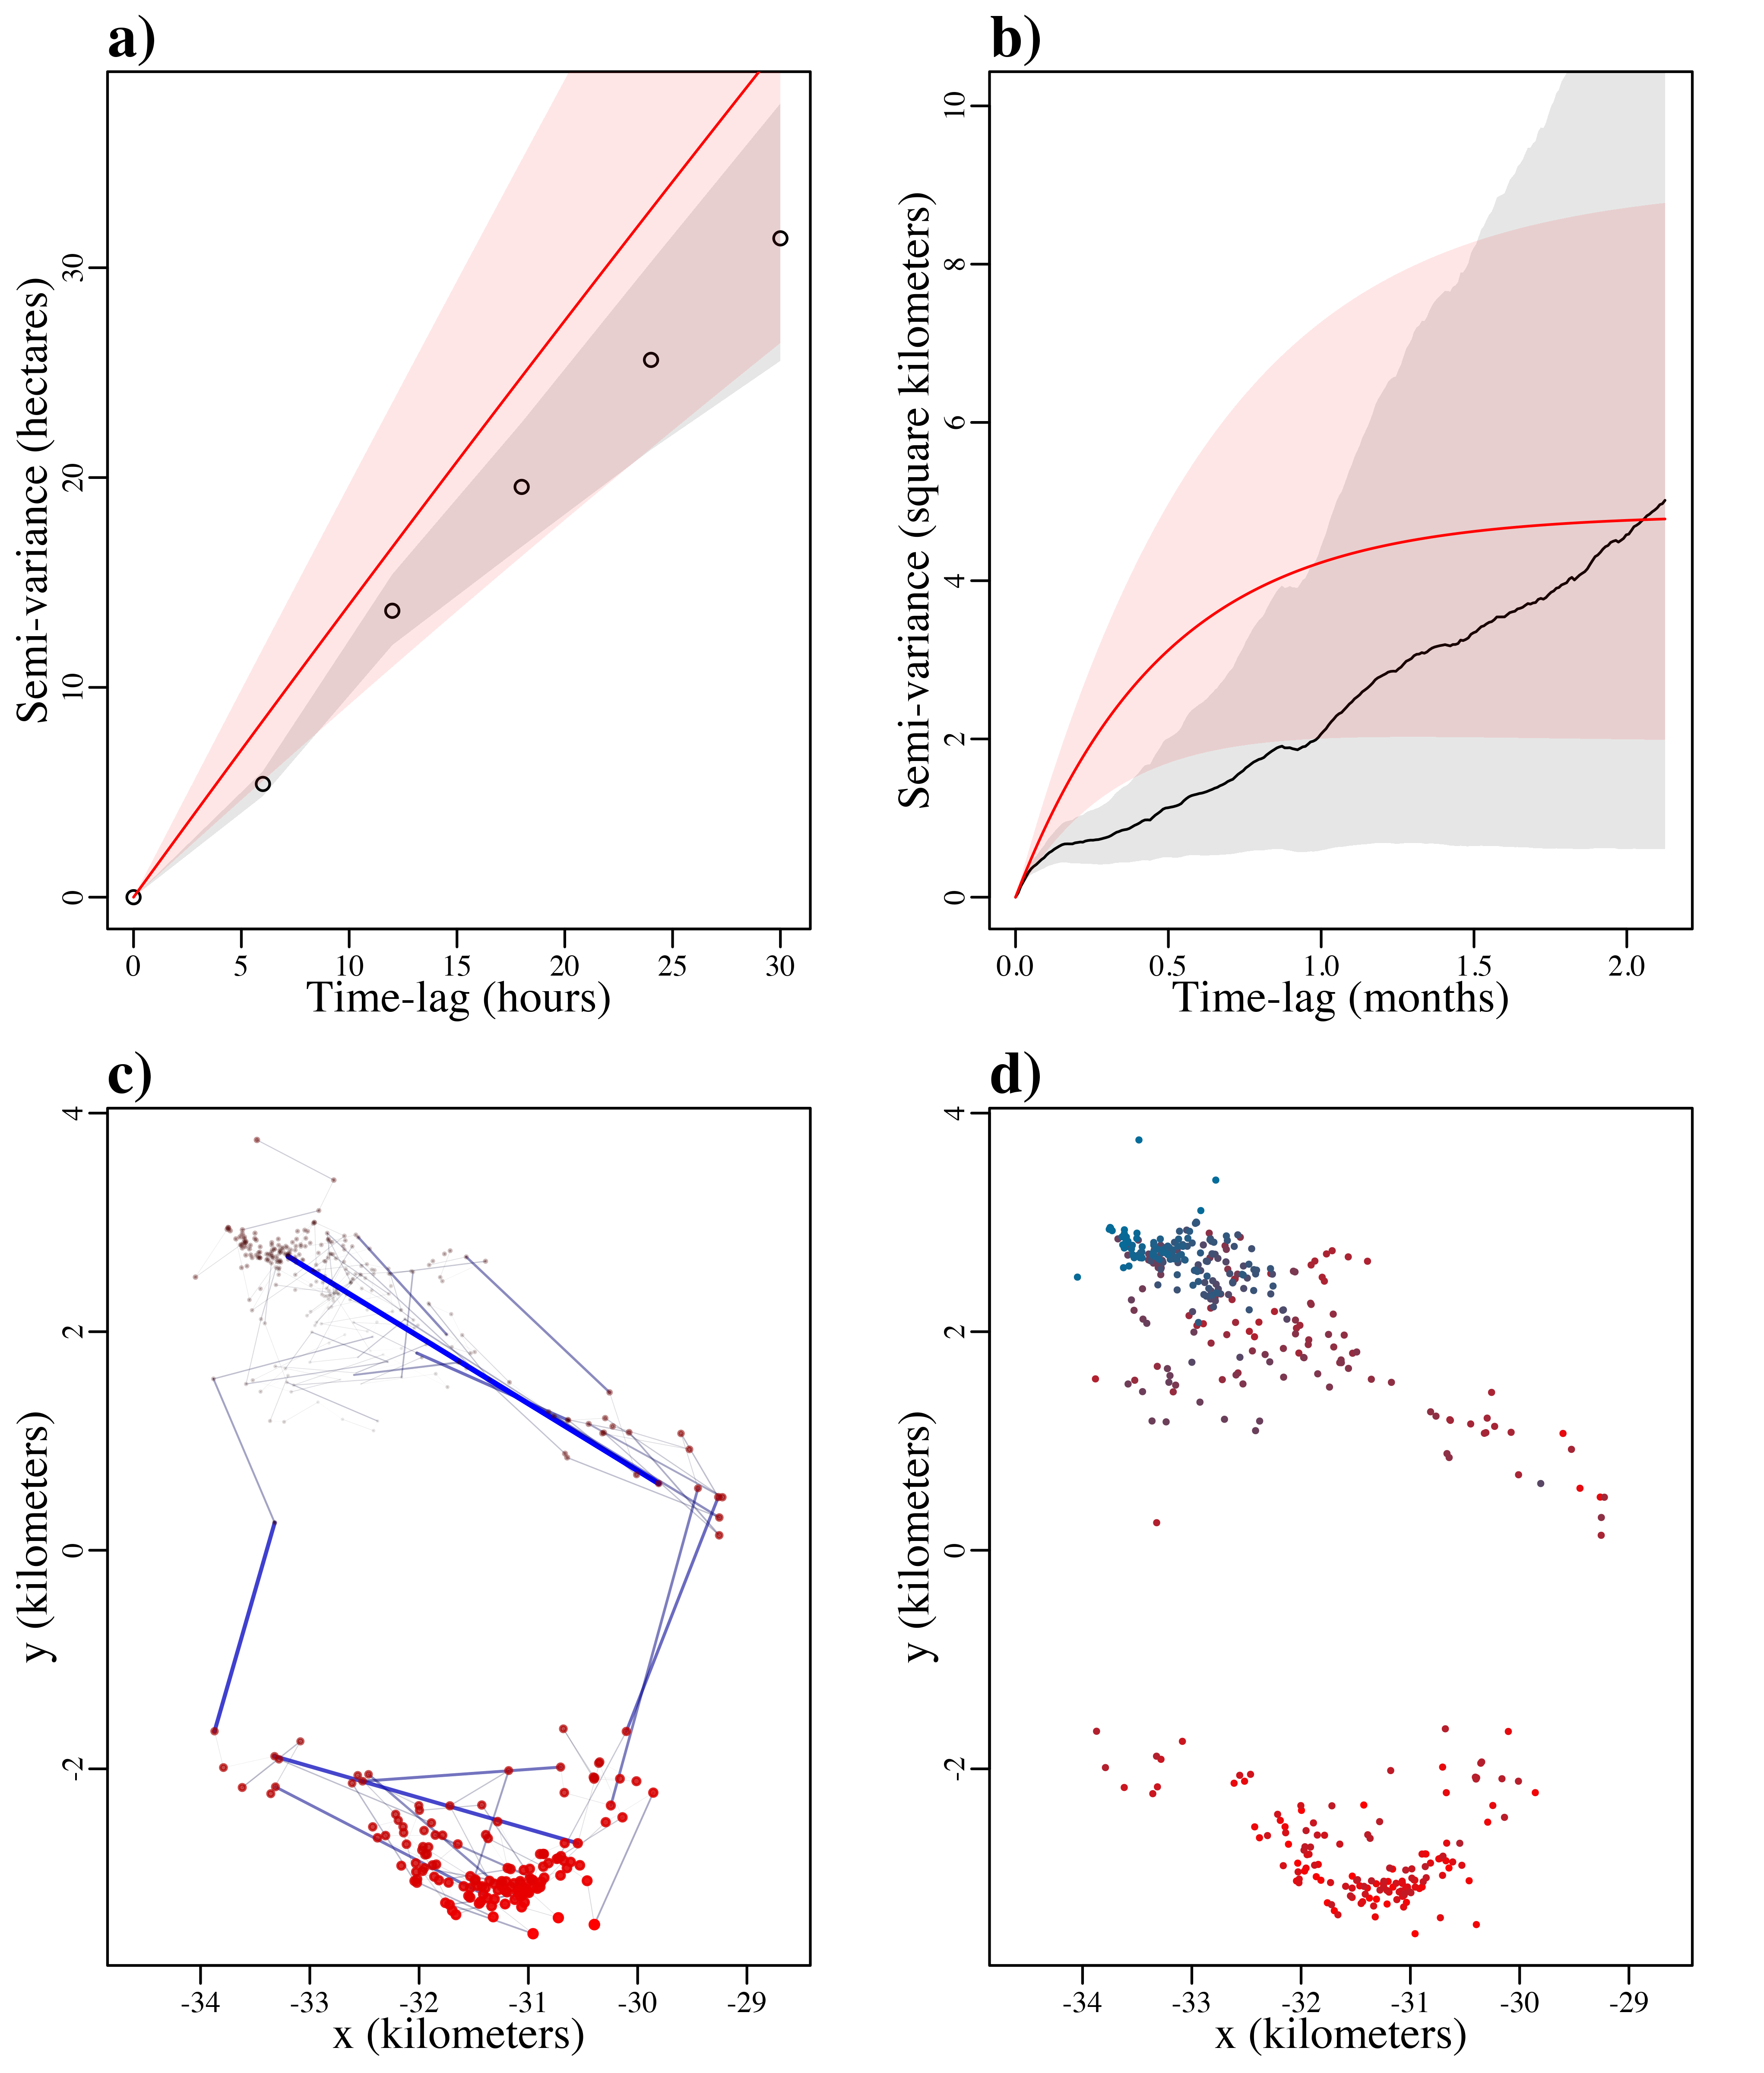 a)
Semi-variance (hectares)
0 10 20 30
0 5 10 15 20 25 30
Time-lag (hours)
b)
Semi-variance (square kilometers)
0 2 4 6 8 10
0.0 0.5 1.0 1.5 2.0
Time-lag (months)
c)
y (kilometers)
-2 0 2 4
-34 -33 -32 -31 -30 -29
x (kilometers)
d)
y (kilometers)
-2 0 2 4
-34 -33 -32 -31 -30 -29
x (kilometers)